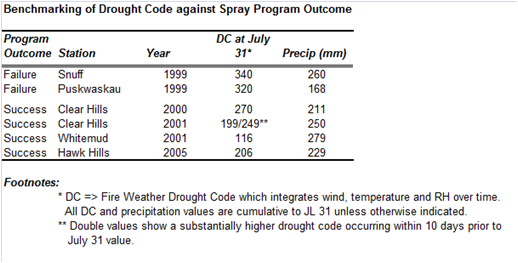 Benchmarking of Drought Code against Spray Program Outcome
Program Outcome Station Year DC at July 31* Precip (mm)
Failure Snuff 1999 340 260
Failure Puskwaskau 1999 320 168
Success Clear Hills 2000 270 211
Success Clear Hills 2001 199/249** 250
Success Whitemud 2001 116 279
Success Hawk Hills 2005 206 229
Footnotes:
* DC => Fire Weather Drought Code which integrates wind, temperature and RH over time.
All DC and precipitation values are cumulative to JL 31 unless otherwise indicated.
** Double values show a substantially higher drought code occurring within 10 days prior to
July 31 value.